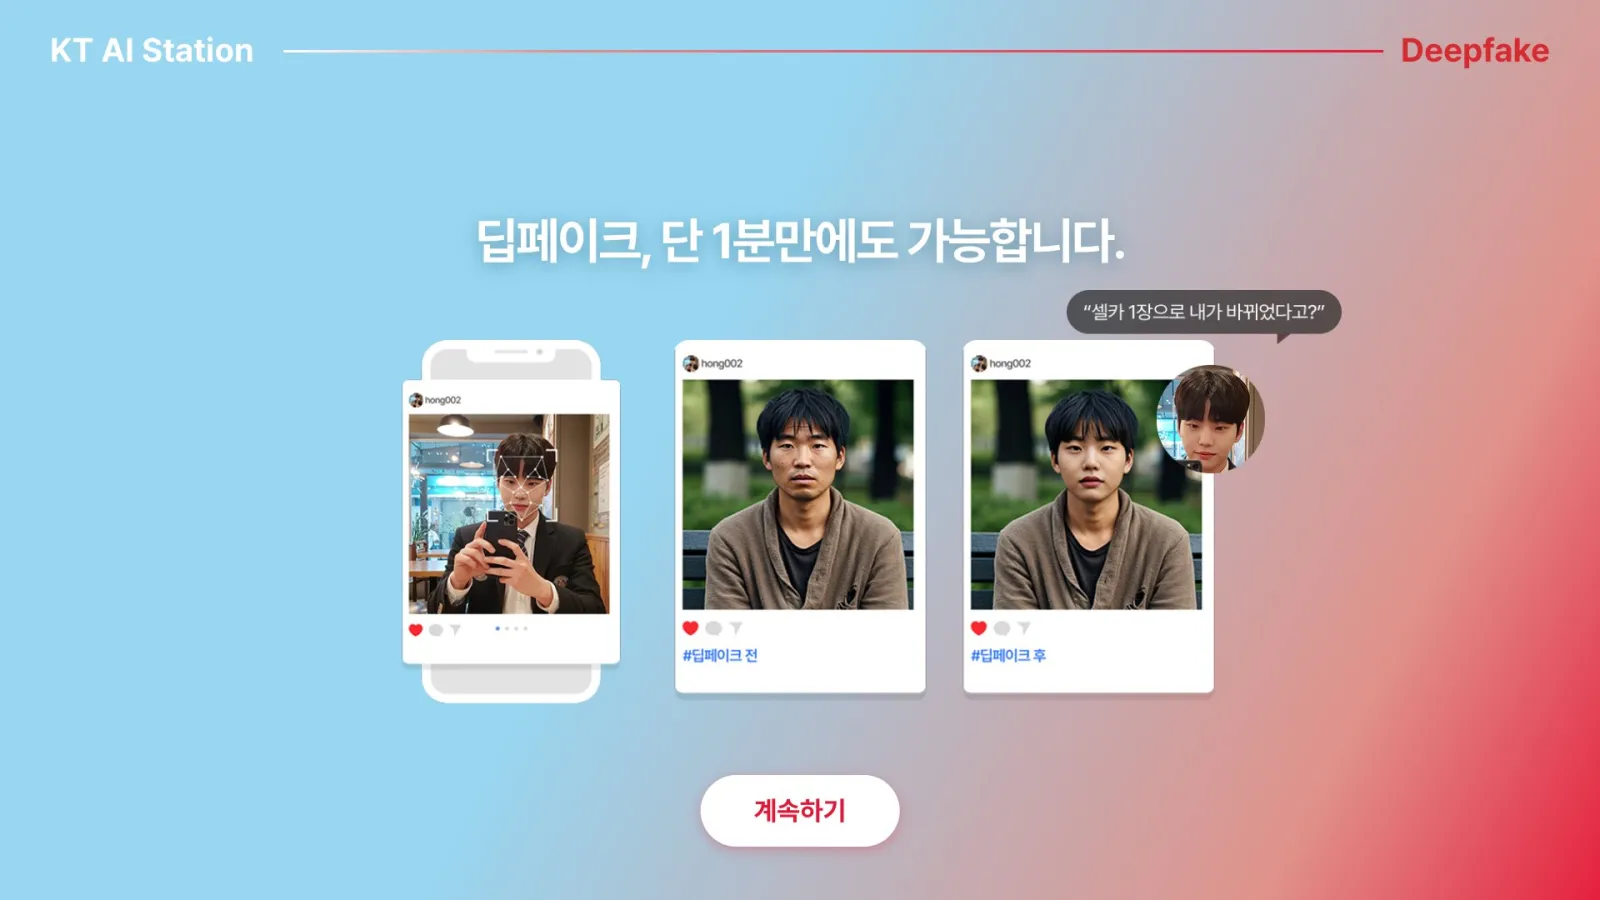 KT AI Station
Deepfake
딥페이크, 단 1분만에도 가능합니다.
“셀카 1장으로 내가 바뀌었다고?”
hong002
hong002
hong002
#딥페이크 전
#딥페이크 후
계속하기